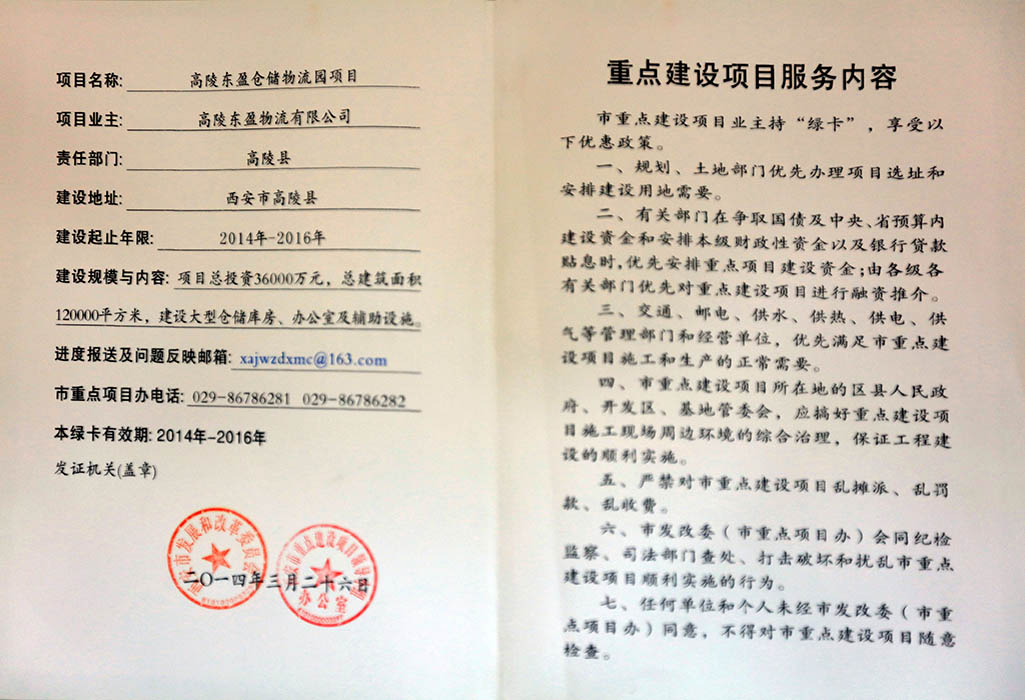 项目名称: 高陵东盈仓储物流园项目
项目业主: 高陵东盈物流有限公司
责任部门: 高陵县
建设地址: 西安市高陵县
建设起止年限: 2014年-2016年
建设规模与内容: 项目总投资36000万元，总建筑面积
120000平方米，建设大型仓储库房、办公室及辅助设施。
进度报送及问题反映邮箱: xajwzdxmc@163.com
市重点项目办电话: 029-86786281 029-86786282
本绿卡有效期: 2014年-2016年
发证机关(盖章)
西安市发展和改革委员会
市重点建设项目领导小组
办公室
二〇一四年三月二十六日
重点建设项目服务内容
市重点建设项目业主持“绿卡”，享受以
下优惠政策。
一、规划、土地部门优先办理项目选址和
安排建设用地需要。
二、有关部门在争取国债及中央、省预算内
建设资金和安排本级财政性资金以及银行贷款
贴息时,优先安排重点项目建设资金;由各级各
有关部门优先对重点建设项目进行融资推介。
三、交通、邮电、供水、供热、供电、供
气等管理部门和经营单位，优先满足市重点建
设项目施工和生产的正常需要。
四、市重点建设项目所在地的区县人民政
府、开发区、基地管委会，应搞好重点建设项
目施工现场周边环境的综合治理，保证工程建
设的顺利实施。
五、严禁对市重点建设项目乱摊派、乱罚
款、乱收费。
六、市发改委（市重点项目办）会同纪检
监察、司法部门查处、打击破坏和扰乱市重点
建设项目顺利实施的行为。
七、任何单位和个人未经市发改委（市重
点项目办）同意，不得对市重点建设项目随意
检查。